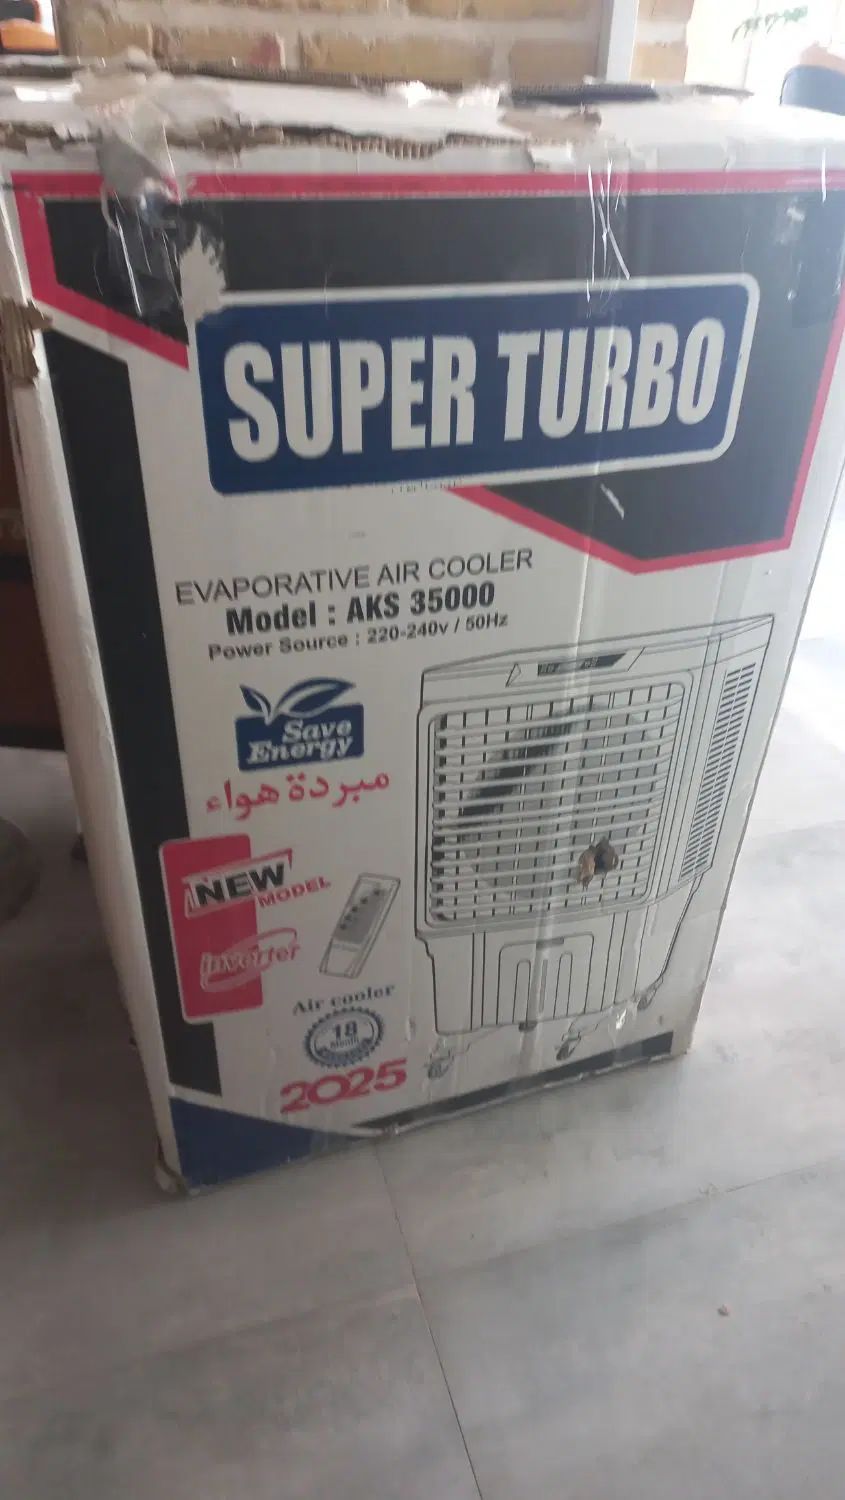 SUPER TURBO
EVAPORATIVE AIR COOLER
Model : AKS 35000
Power Source : 220-240v / 50Hz
Save
Energy
مبردة هواء
NEW
MODEL
Inverter
Air cooler
18
Month
2025